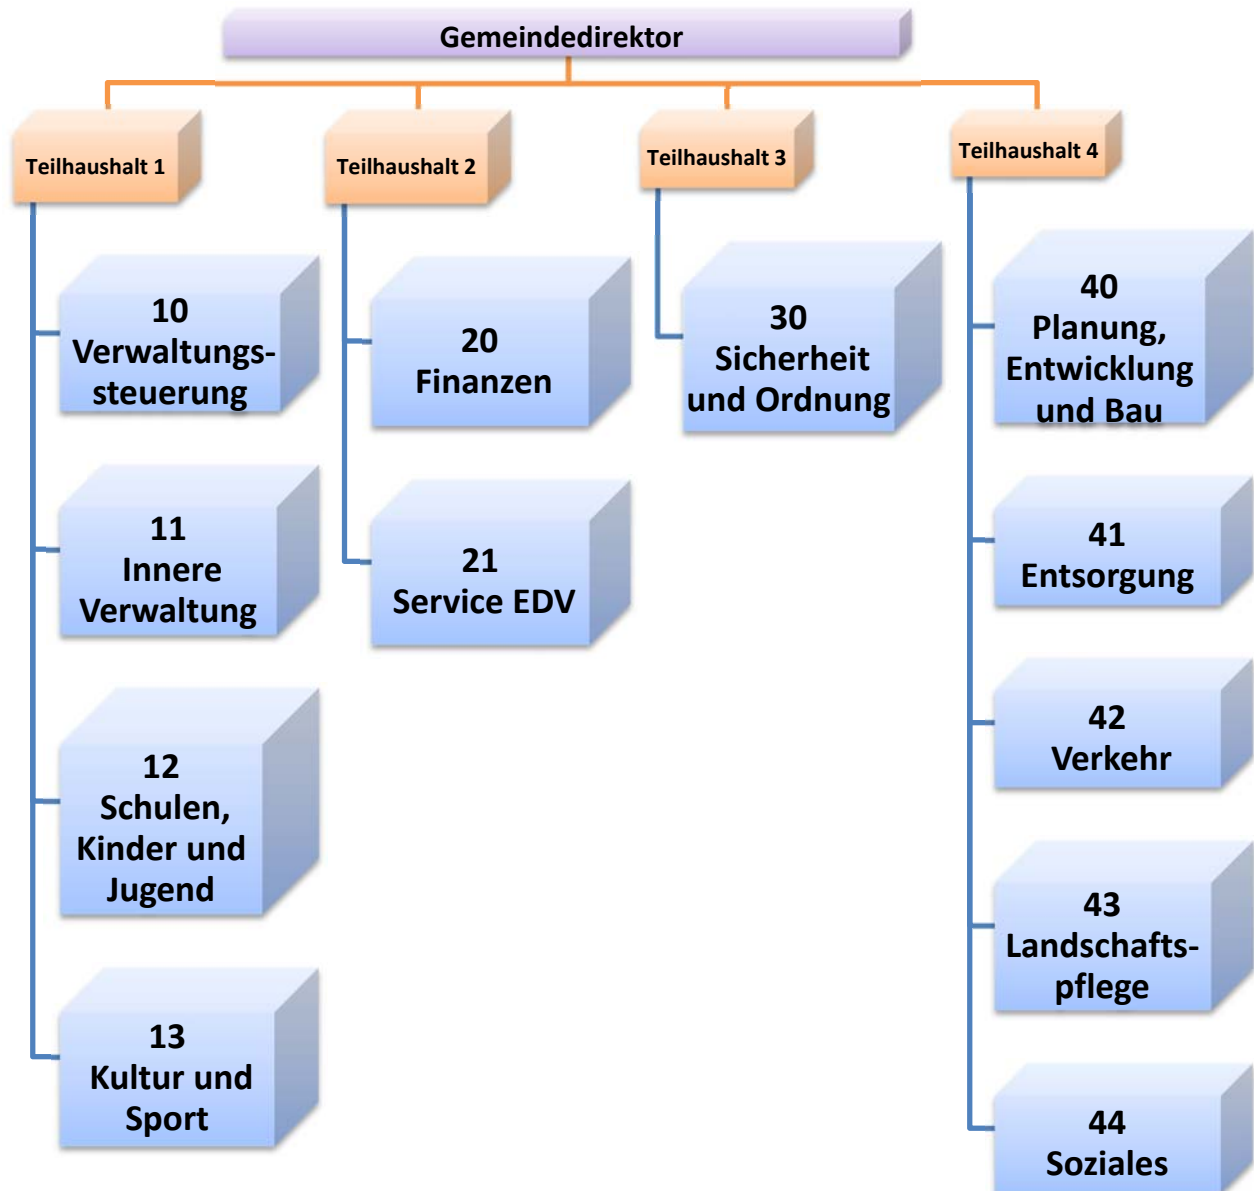 Gemeindedirektor
Teilhaushalt 1
10
Verwaltungs-
steuerung
11
Innere
Verwaltung
12
Schulen,
Kinder und
Jugend
13
Kultur und
Sport
Teilhaushalt 2
20
Finanzen
21
Service EDV
Teilhaushalt 3
30
Sicherheit
und Ordnung
Teilhaushalt 4
40
Planung,
Entwicklung
und Bau
41
Entsorgung
42
Verkehr
43
Landschafts-
pflege
44
Soziales